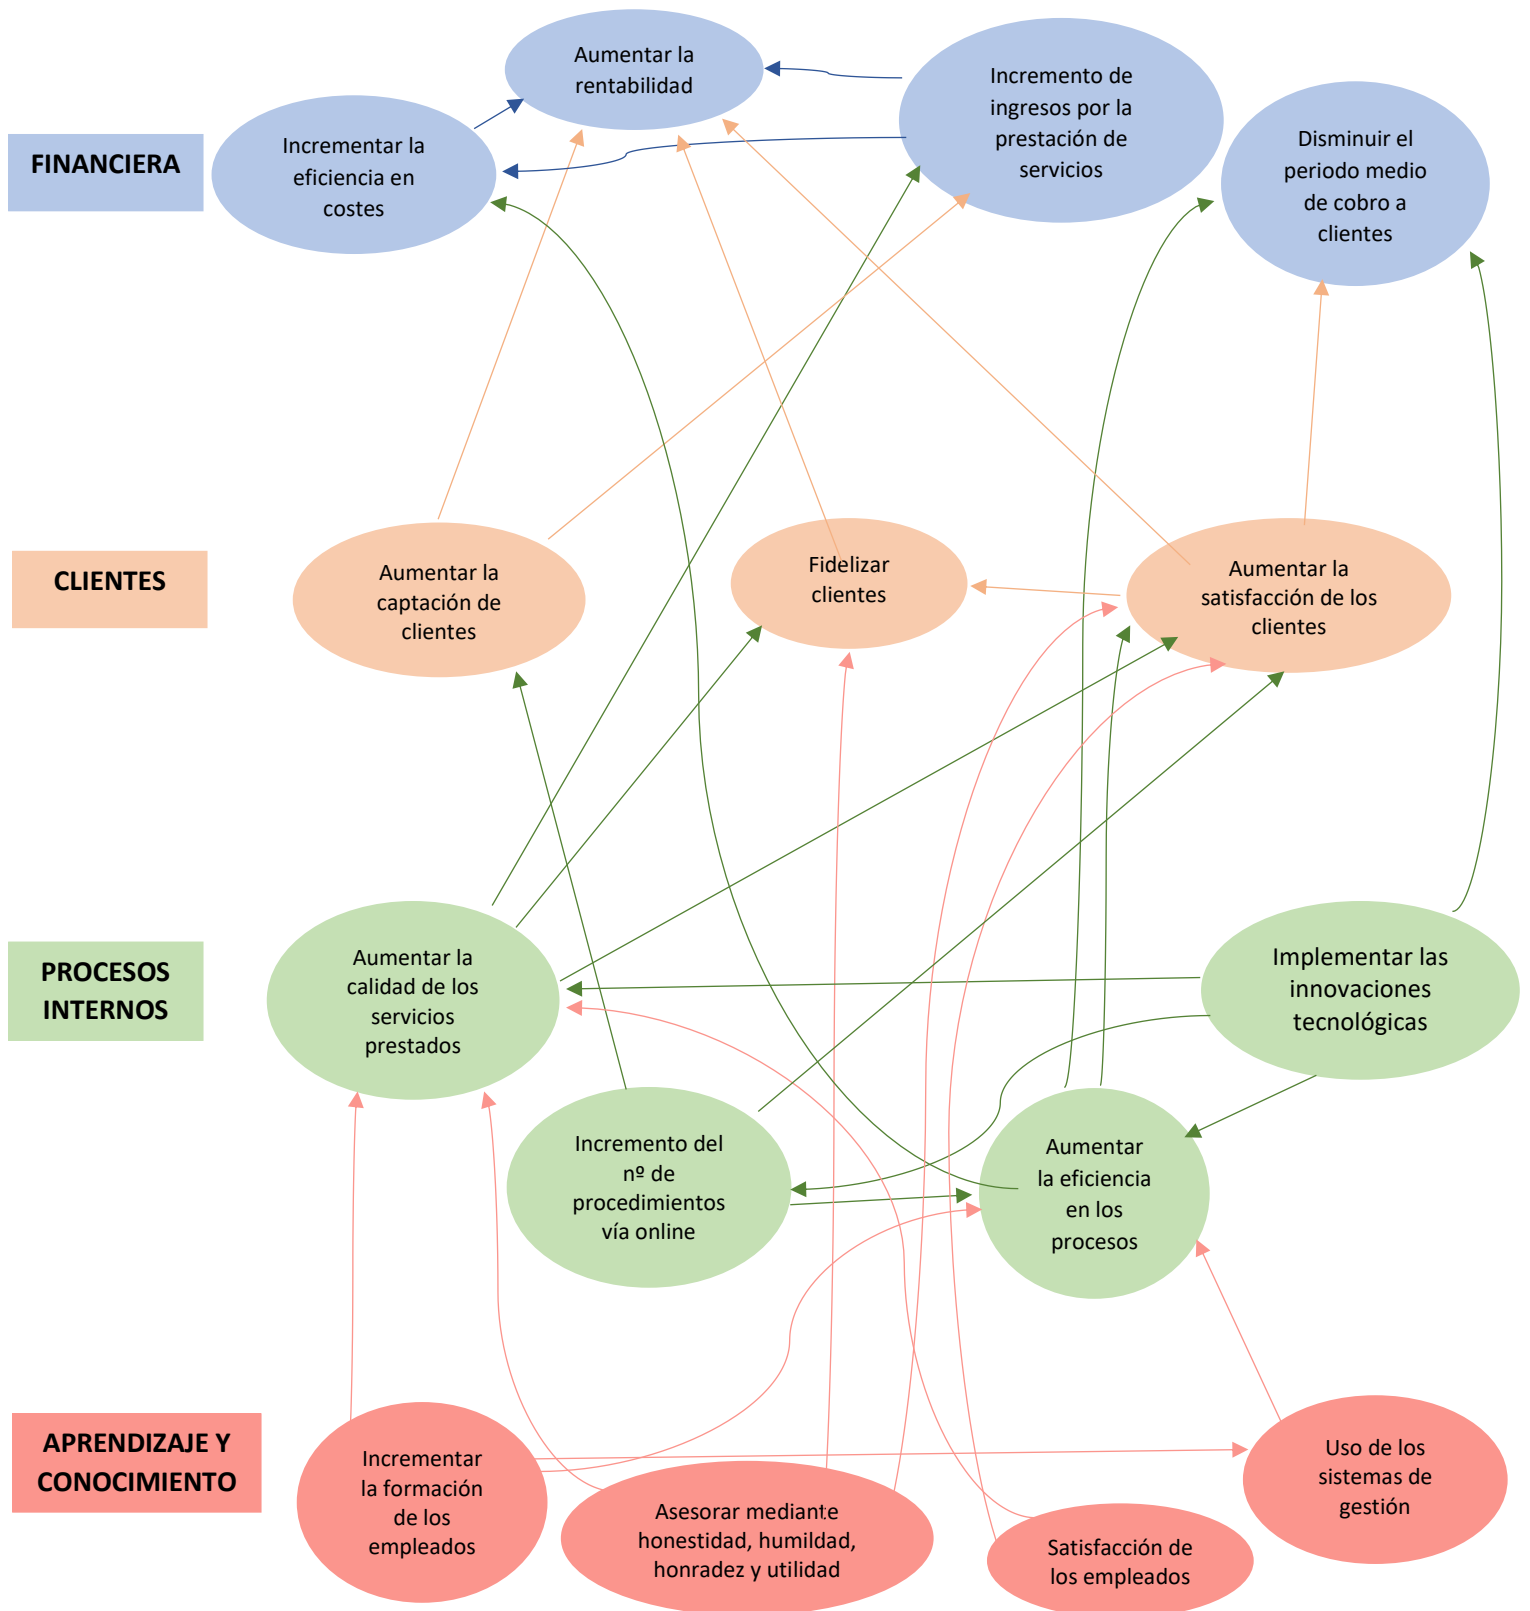 Aumentar la
rentabilidad
Incremento de
ingresos por la
prestación de
servicios
Disminuir el
periodo medio
de cobro a
clientes
FINANCIERA
Incrementar la
eficiencia en
costes
CLIENTES
Aumentar la
captación de
clientes
Fidelizar
clientes
Aumentar la
satisfacción de los
clientes
PROCESOS
INTERNOS
Aumentar la
calidad de los
servicios
prestados
Implementar las
innovaciones
tecnológicas
Incremento del
nº de
procedimientos
vía online
Aumentar
la eficiencia
en los
procesos
APRENDIZAJE Y
CONOCIMIENTO
Incrementar
la formación
de los
empleados
Asesorar mediante
honestidad, humildad,
honradez y utilidad
Satisfacción de
los empleados
Uso de los
sistemas de
gestión